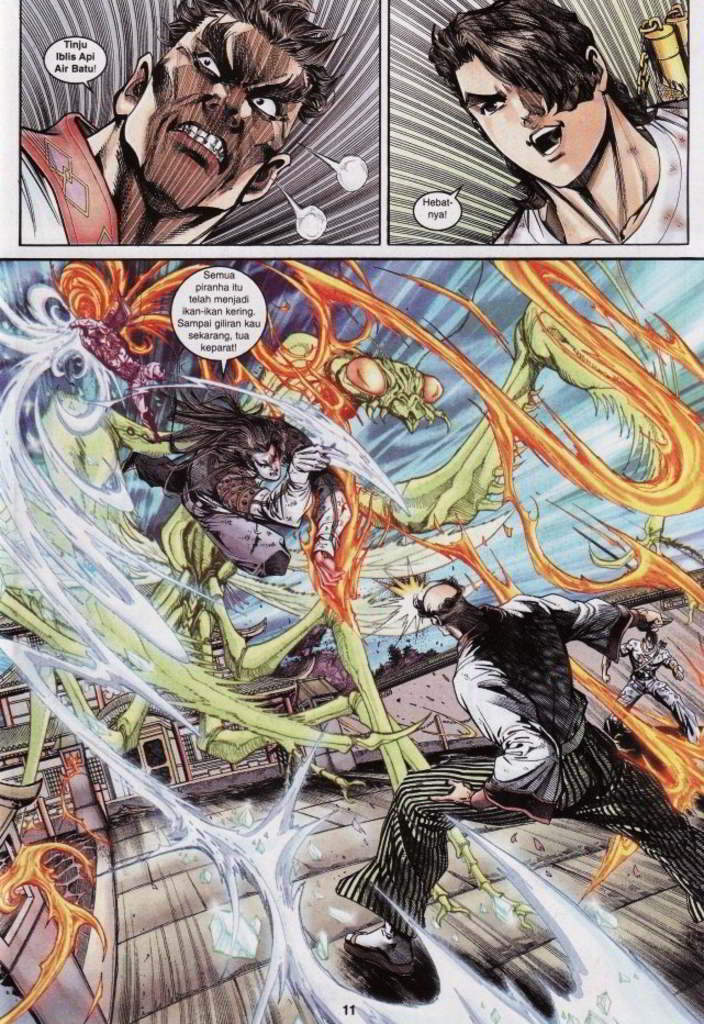 Tinju
Iblis Api
Air Batu!
Hebat-
nya!
Semua
piranha itu
telah menjadi
ikan-ikan kering.
Sampai giliran kau
sekarang, tua
keparat!
11